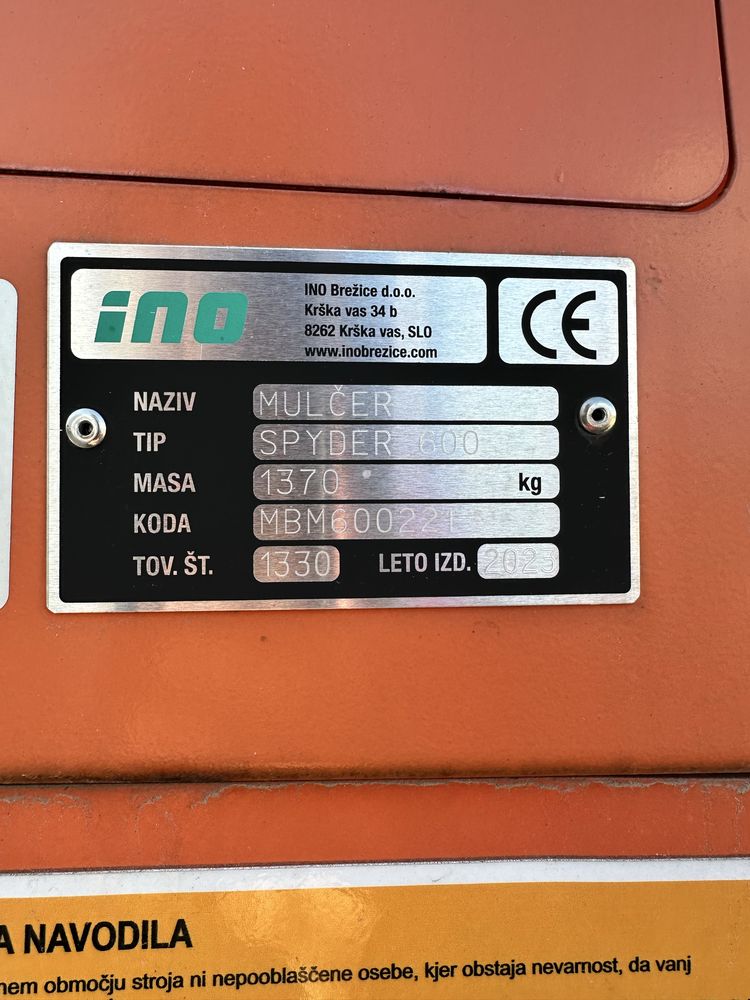 ino
INO Brežice d.o.o.
Krška vas 34 b
8262 Krška vas, SLO
www.inobrezice.com
CE
NAZIV MULČER
TIP SPYDER 600
MASA 1370 kg
KODA MBM600221
TOV. ŠT. 1330 LETO IZD. 2023
A NAVODILA
nem območju stroja ni nepooblaščene osebe, kjer obstaja nevarnost, da vanj